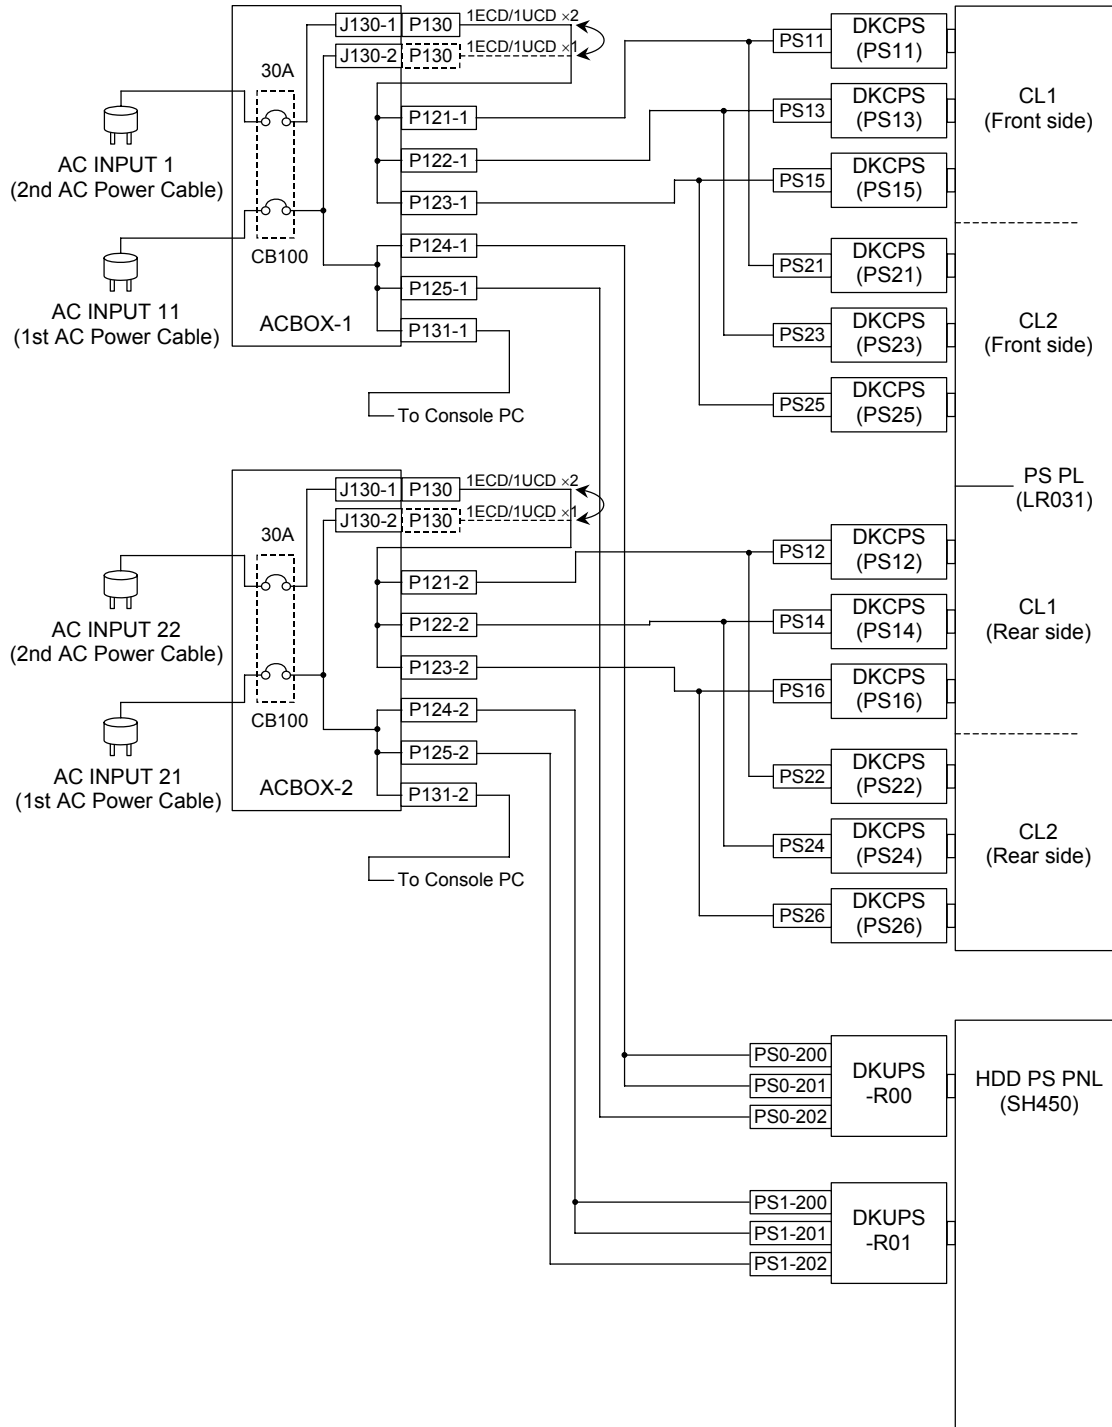 J130-1
P130
1ECD/1UCD ×2
J130-2
P130
1ECD/1UCD ×1
30A
AC INPUT 1
(2nd AC Power Cable)
P121-1
P122-1
P123-1
P124-1
P125-1
P131-1
CB100
AC INPUT 11
(1st AC Power Cable)
ACBOX-1
To Console PC
PS11
DKCPS
(PS11)
PS13
DKCPS
(PS13)
PS15
DKCPS
(PS15)
CL1
(Front side)
PS21
DKCPS
(PS21)
PS23
DKCPS
(PS23)
PS25
DKCPS
(PS25)
CL2
(Front side)
PS PL
(LR031)
J130-1
P130
1ECD/1UCD ×2
J130-2
P130
1ECD/1UCD ×1
30A
AC INPUT 22
(2nd AC Power Cable)
P121-2
P122-2
P123-2
P124-2
P125-2
P131-2
CB100
AC INPUT 21
(1st AC Power Cable)
ACBOX-2
To Console PC
PS12
DKCPS
(PS12)
PS14
DKCPS
(PS14)
PS16
DKCPS
(PS16)
CL1
(Rear side)
PS22
DKCPS
(PS22)
PS24
DKCPS
(PS24)
PS26
DKCPS
(PS26)
CL2
(Rear side)
PS0-200
PS0-201
PS0-202
DKUPS
-R00
HDD PS PNL
(SH450)
PS1-200
PS1-201
PS1-202
DKUPS
-R01